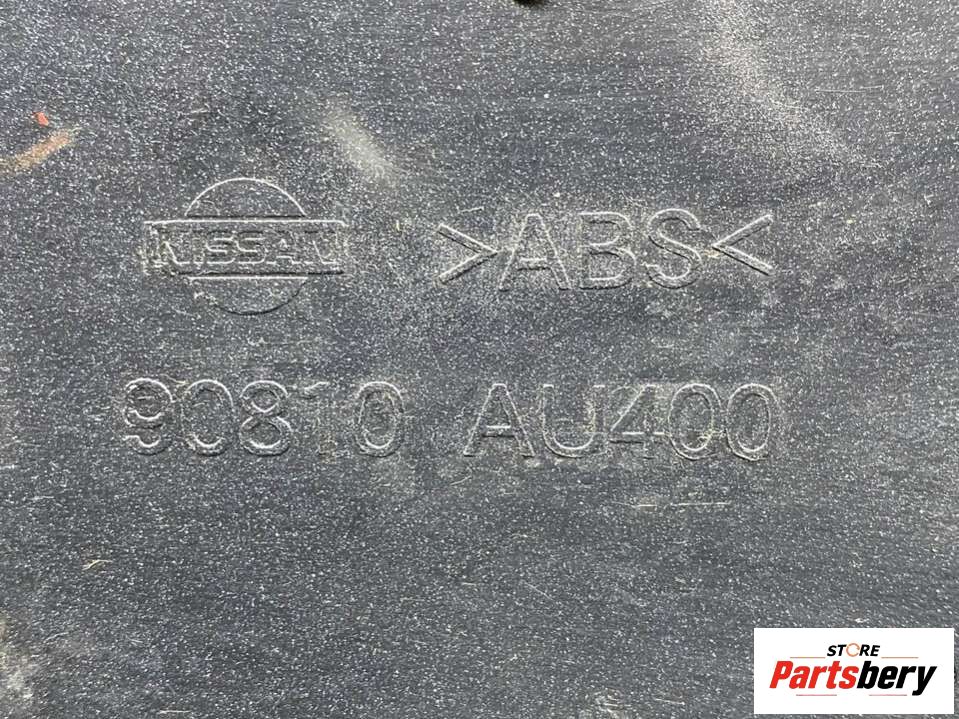 NISSAN >ABS<
90810 AU400
STORE
Partsbery